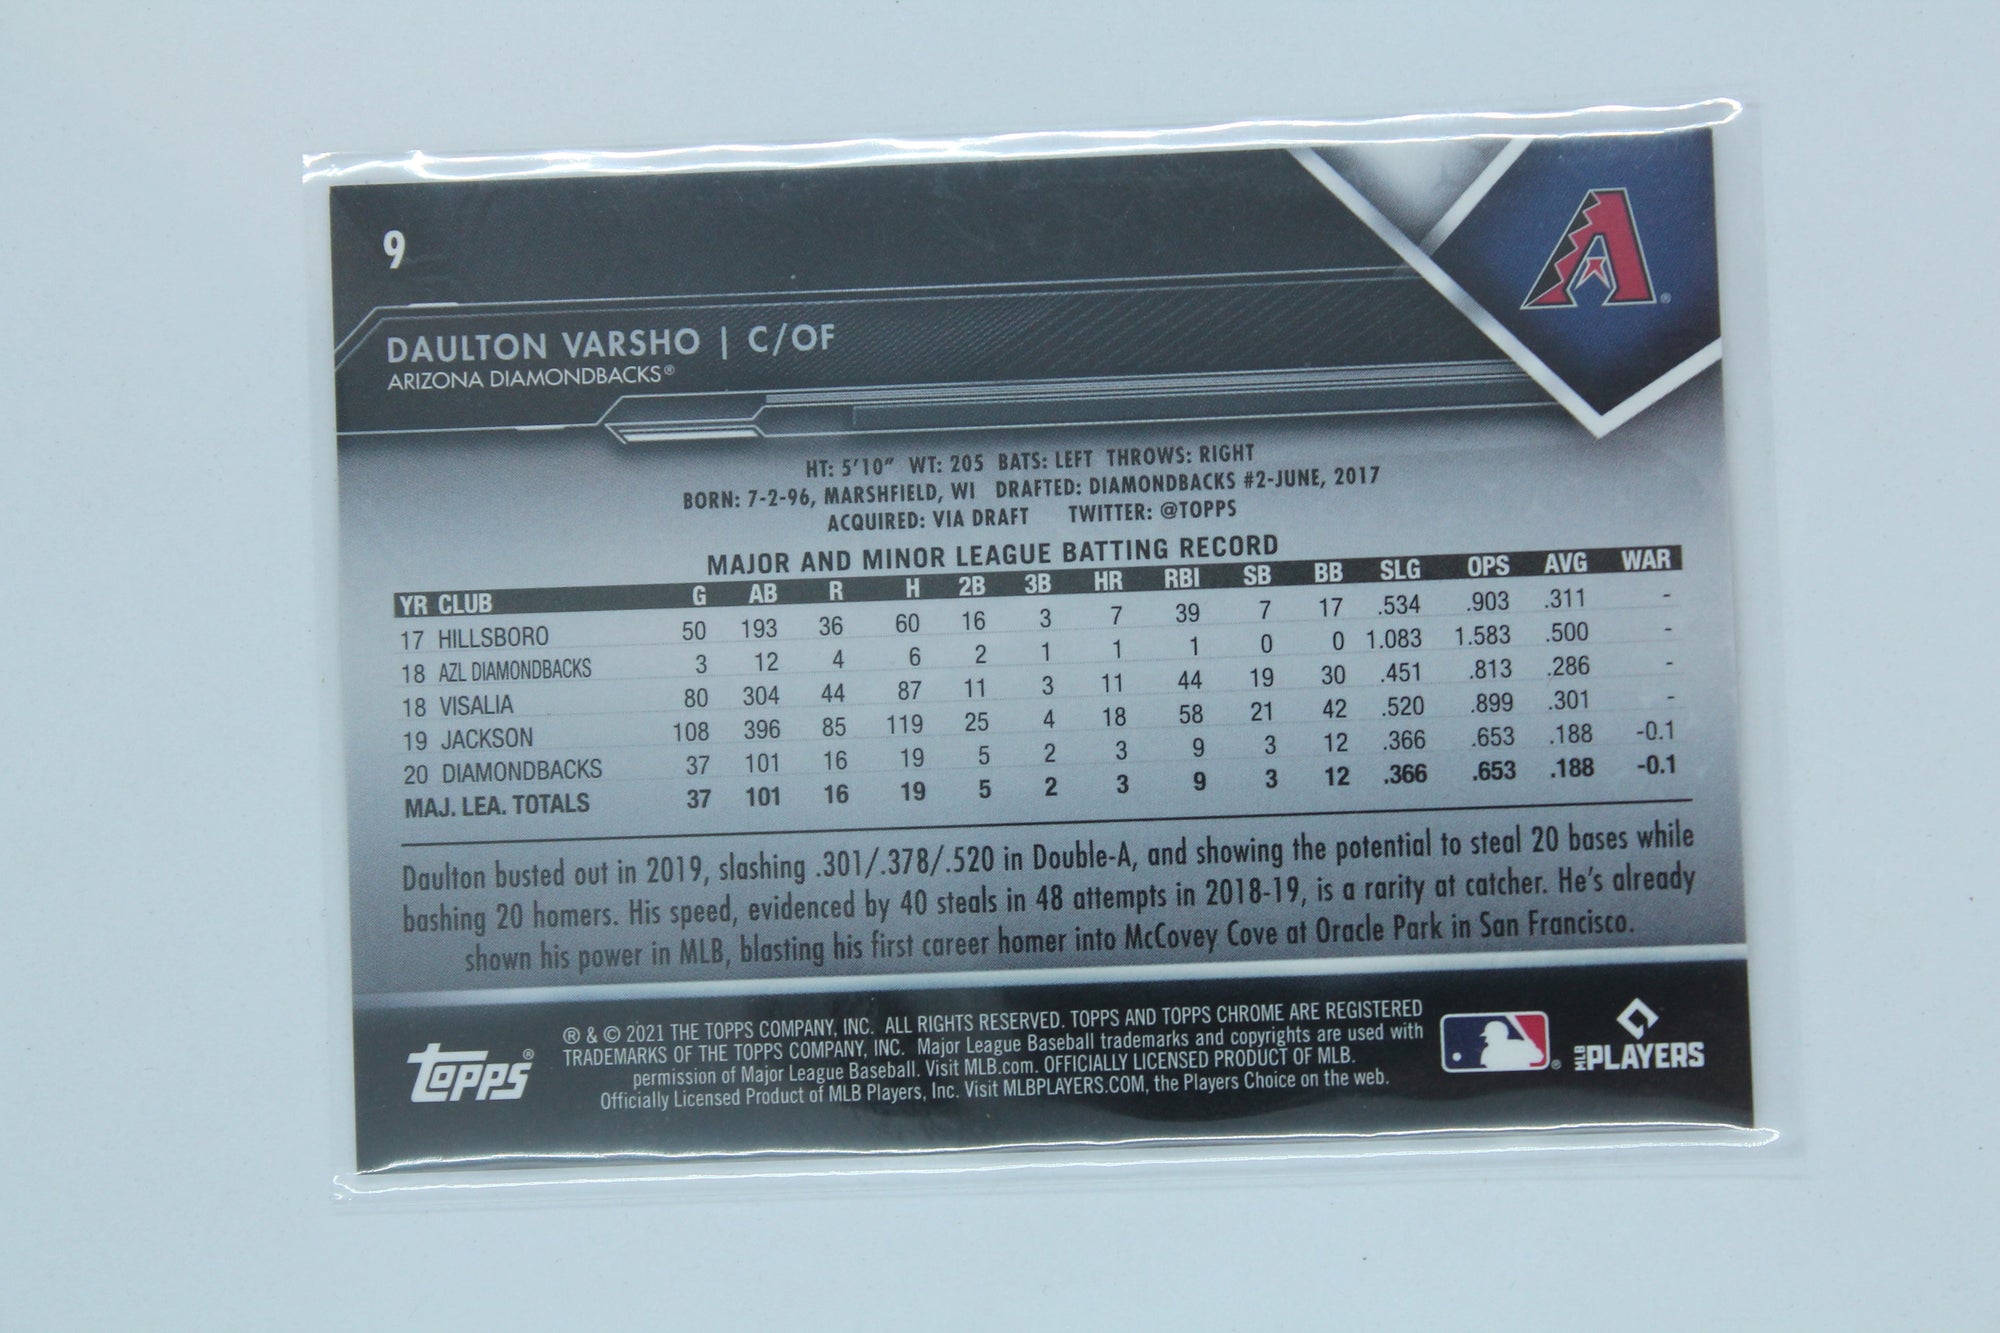 9
DAULTON VARSHO | C/OF
ARIZONA DIAMONDBACKS®
A®
HT: 5'10" WT: 205 BATS: LEFT THROWS: RIGHT
BORN: 7-2-96, MARSHFIELD, WI DRAFTED: DIAMONDBACKS #2-JUNE, 2017
ACQUIRED: VIA DRAFT TWITTER: @TOPPS
MAJOR AND MINOR LEAGUE BATTING RECORD
YR CLUB G AB R H 2B 3B HR RBI SB BB SLG OPS AVG WAR
17 HILLSBORO 50 193 36 60 16 3 7 39 7 17 .534 .903 .311 -
18 AZL DIAMONDBACKS 3 12 4 6 2 1 1 1 0 0 1.083 1.583 .500 -
18 VISALIA 80 304 44 87 11 3 11 44 19 30 .451 .813 .286 -
19 JACKSON 108 396 85 119 25 4 18 58 21 42 .520 .899 .301 -
20 DIAMONDBACKS 37 101 16 19 5 2 3 9 3 12 .366 .653 .188 -0.1
MAJ. LEA. TOTALS 37 101 16 19 5 2 3 9 3 12 .366 .653 .188 -0.1
Daulton busted out in 2019, slashing .301/.378/.520 in Double-A, and showing the potential to steal 20 bases while
bashing 20 homers. His speed, evidenced by 40 steals in 48 attempts in 2018-19, is a rarity at catcher. He's already
shown his power in MLB, blasting his first career homer into McCovey Cove at Oracle Park in San Francisco.
TOPPS®
® & © 2021 THE TOPPS COMPANY, INC. ALL RIGHTS RESERVED. TOPPS AND TOPPS CHROME ARE REGISTERED
TRADEMARKS OF THE TOPPS COMPANY, INC. Major League Baseball trademarks and copyrights are used with
permission of Major League Baseball. Visit MLB.com. OFFICIALLY LICENSED PRODUCT OF MLB.
Officially Licensed Product of MLB Players, Inc. Visit MLBPLAYERS.COM, the Players Choice on the web.
®
MLB PLAYERS